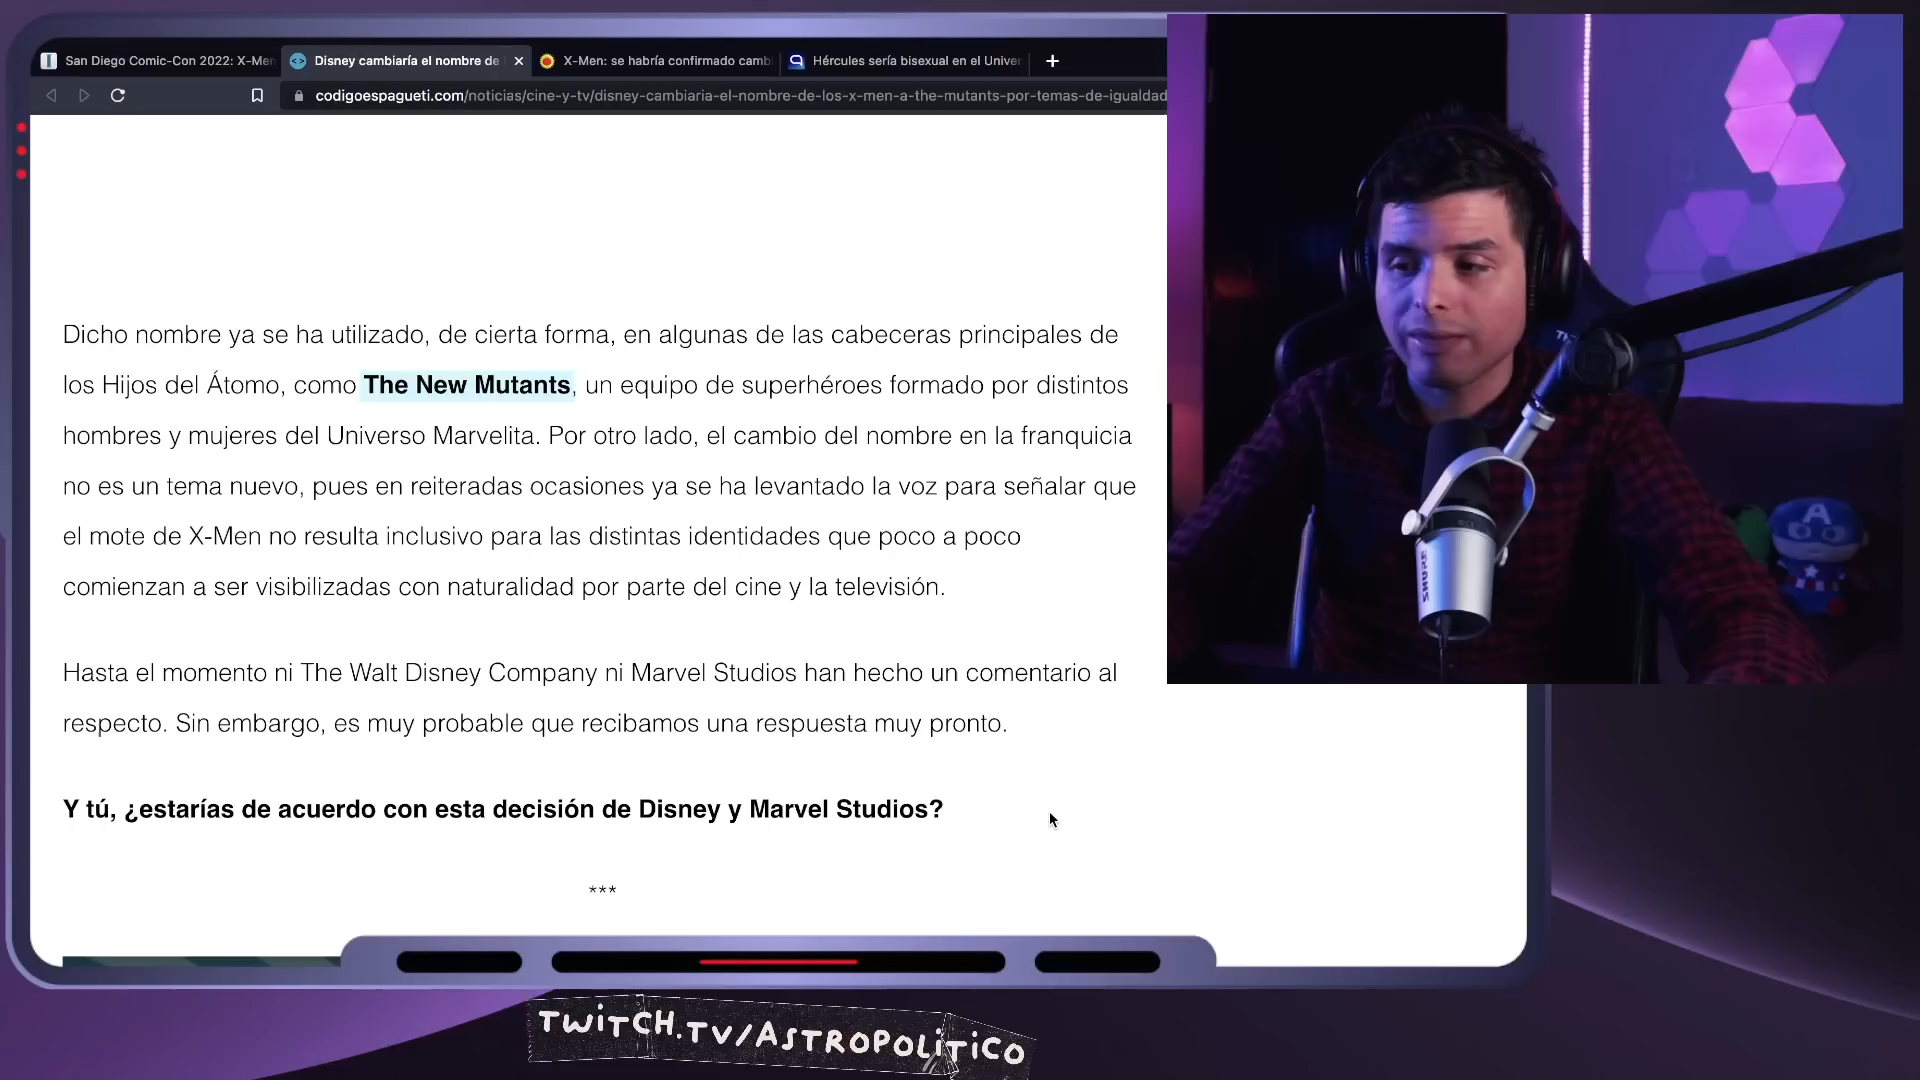 San Diego Comic-Con 2022: X-Men
Disney cambiaría el nombre de
X-Men: se habría confirmado camb
Hércules sería bisexual en el Univer
codigoespagueti.com/noticias/cine-y-tv/disney-cambiaria-el-nombre-de-los-x-men-a-the-mutants-por-temas-de-igualdad
Dicho nombre ya se ha utilizado, de cierta forma, en algunas de las cabeceras principales de
los Hijos del Átomo, como The New Mutants, un equipo de superhéroes formado por distintos
hombres y mujeres del Universo Marvelita. Por otro lado, el cambio del nombre en la franquicia
no es un tema nuevo, pues en reiteradas ocasiones ya se ha levantado la voz para señalar que
el mote de X-Men no resulta inclusivo para las distintas identidades que poco a poco
comienzan a ser visibilizadas con naturalidad por parte del cine y la televisión.
Hasta el momento ni The Walt Disney Company ni Marvel Studios han hecho un comentario al
respecto. Sin embargo, es muy probable que recibamos una respuesta muy pronto.
Y tú, ¿estarías de acuerdo con esta decisión de Disney y Marvel Studios?
***
SHURE
A
TWITCH.TV/ASTROPOLíTICO